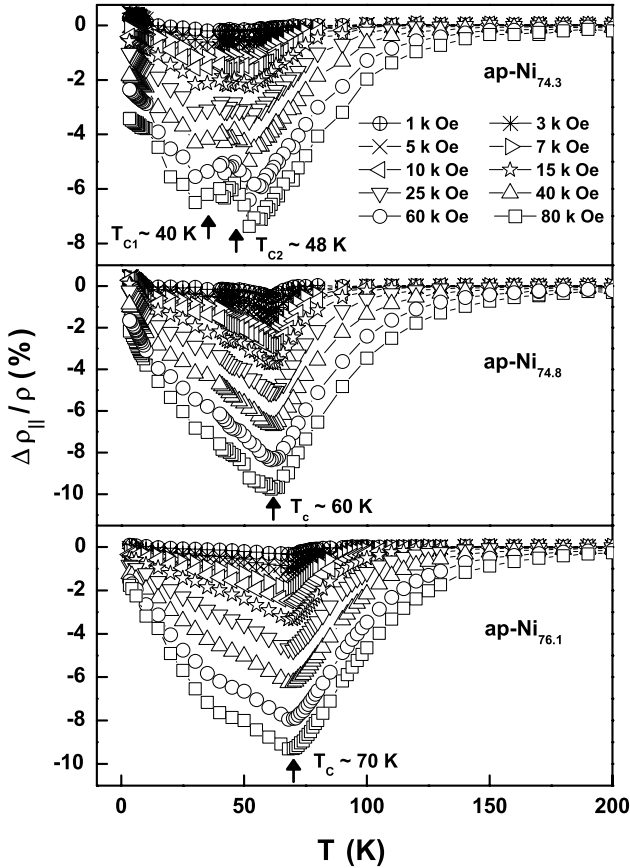 0
-2
-4
-6
-8
ap-Ni74.3
1 k Oe 3 k Oe
5 k Oe 7 k Oe
10 k Oe 15 k Oe
25 k Oe 40 k Oe
60 k Oe 80 k Oe
TC1 ~ 40 K
TC2 ~ 48 K
0
-2
-4
-6
-8
-10
ap-Ni74.8
Tc ~ 60 K
Δρ|| / ρ (%)
0
-2
-4
-6
-8
-10
ap-Ni76.1
TC ~ 70 K
0 50 100 150 200
T (K)